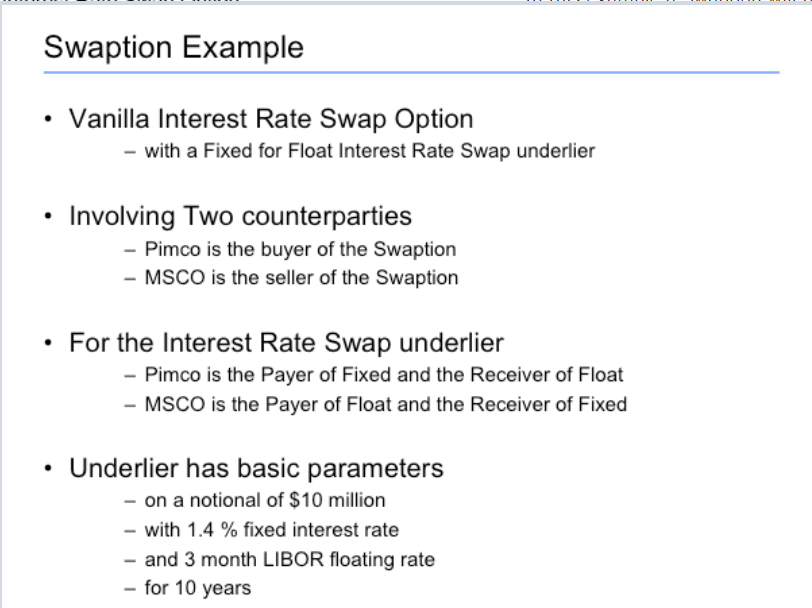 Swaption Example
• Vanilla Interest Rate Swap Option
– with a Fixed for Float Interest Rate Swap underlier
• Involving Two counterparties
– Pimco is the buyer of the Swaption
– MSCO is the seller of the Swaption
• For the Interest Rate Swap underlier
– Pimco is the Payer of Fixed and the Receiver of Float
– MSCO is the Payer of Float and the Receiver of Fixed
• Underlier has basic parameters
– on a notional of $10 million
– with 1.4 % fixed interest rate
– and 3 month LIBOR floating rate
– for 10 years